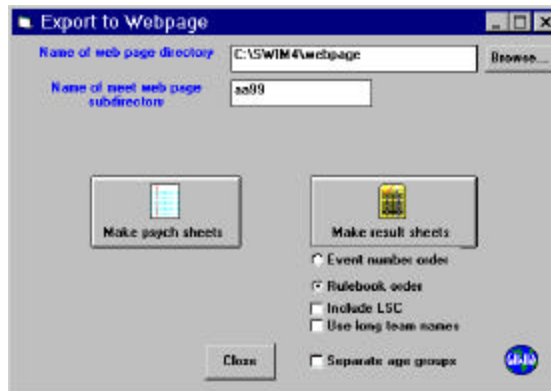 Export to Webpage
Name of web page directory
C:\SWIM4\webpage
Browse...
Name of meet web page
subdirectory
aa99
Make psych sheets
Make result sheets
Event number order
Rulebook order
Include LSC
Use long team names
Close
Separate age groups